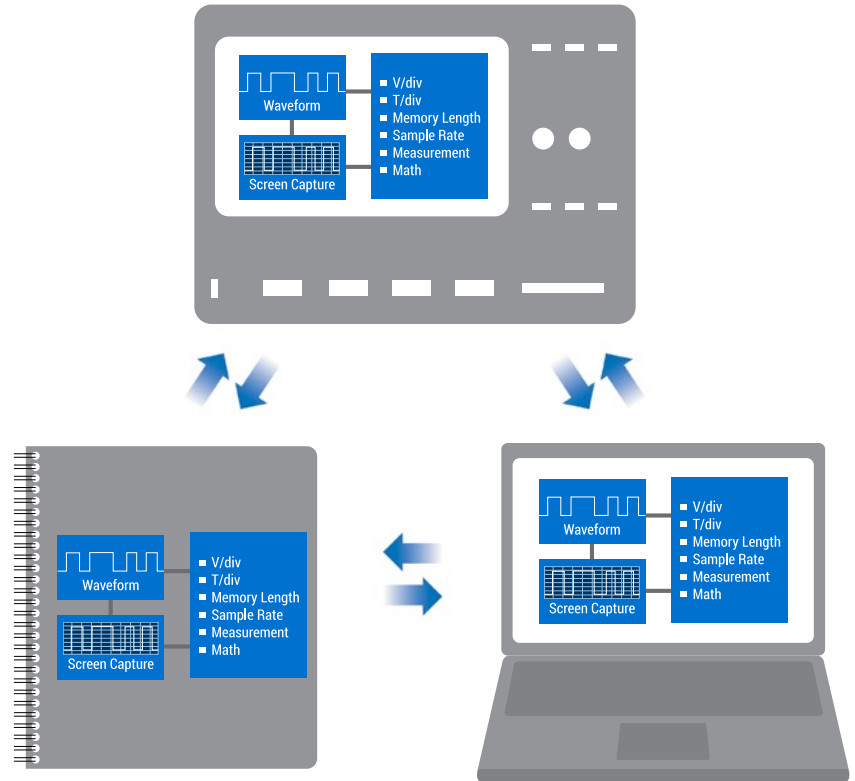 Waveform
Screen Capture
V/div
T/div
Memory Length
Sample Rate
Measurement
Math
Waveform
Screen Capture
V/div
T/div
Memory Length
Sample Rate
Measurement
Math
Waveform
Screen Capture
V/div
T/div
Memory Length
Sample Rate
Measurement
Math